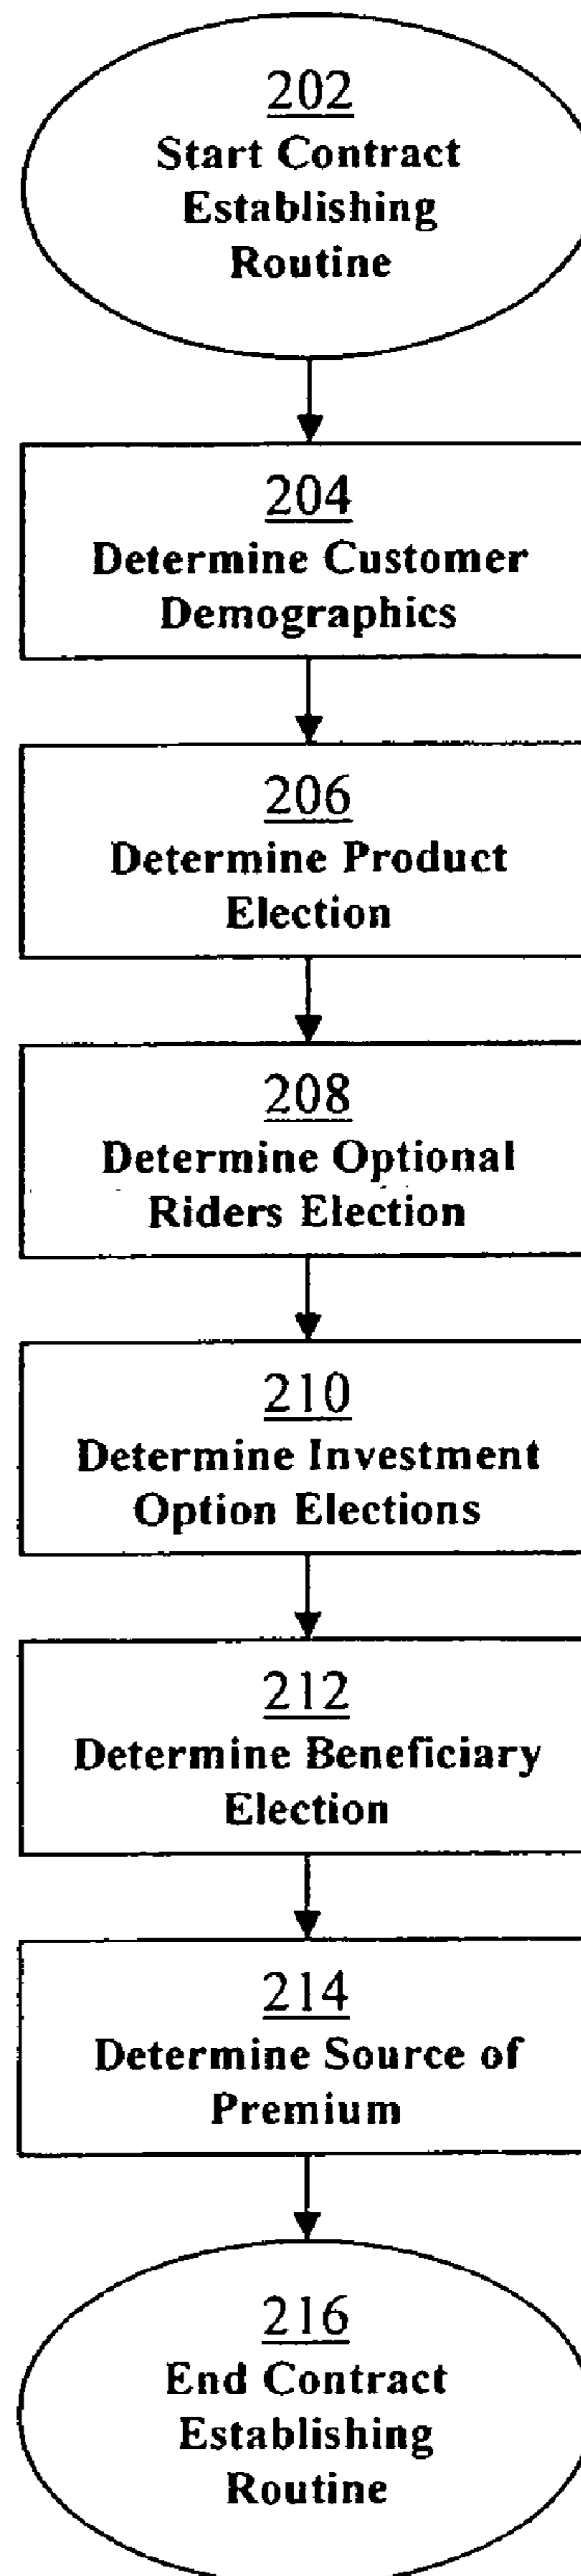 202
Start Contract
Establishing
Routine
204
Determine Customer
Demographics
206
Determine Product
Election
208
Determine Optional
Riders Election
210
Determine Investment
Option Elections
212
Determine Beneficiary
Election
214
Determine Source of
Premium
216
End Contract
Establishing
Routine